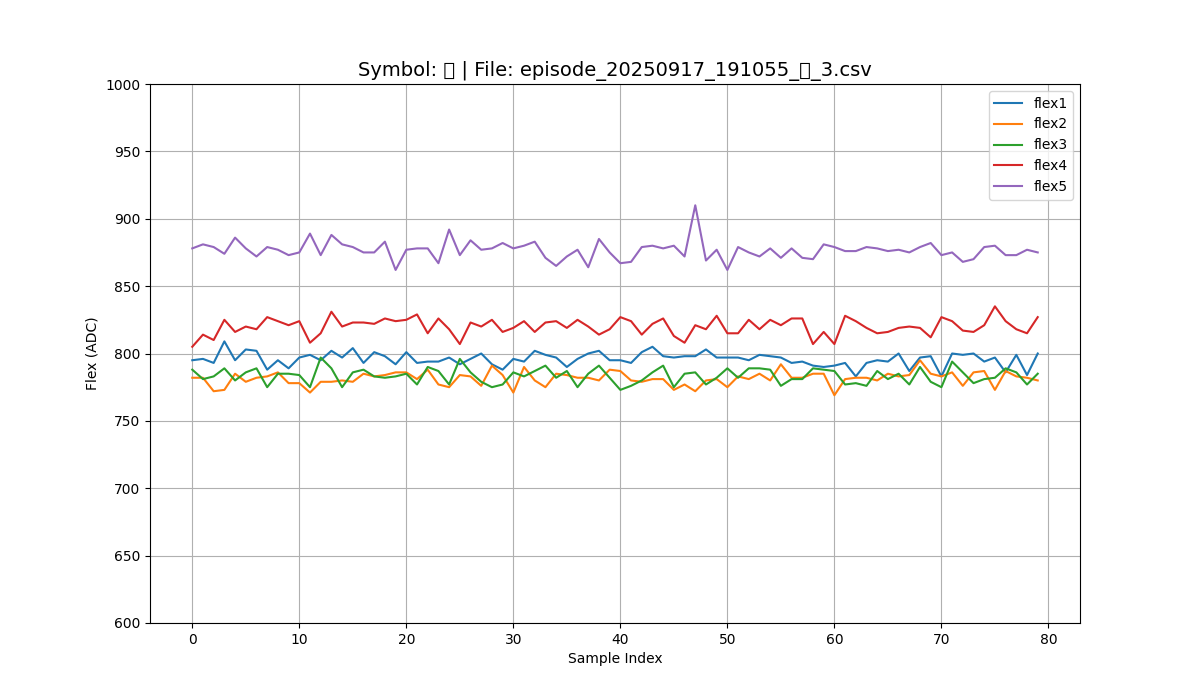 Symbol: | File: episode_20250917_191055_ _3.csv
1000
950
900
850
800
750
700
650
600
Flex (ADC)
0 10 20 30 40 50 60 70 80
Sample Index
flex1
flex2
flex3
flex4
flex5